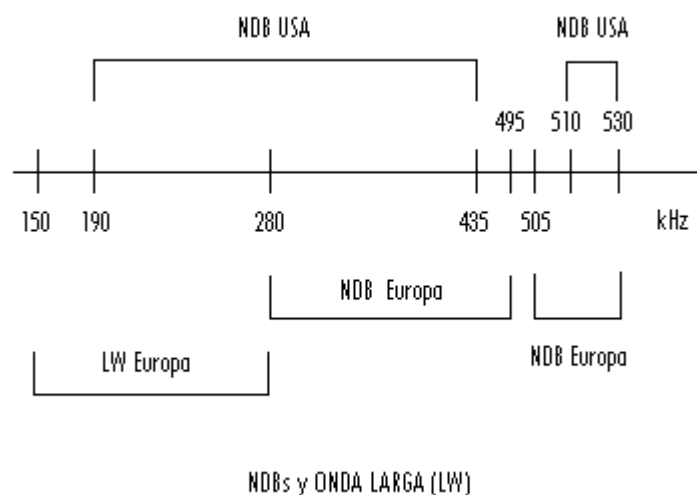 NDB USA NDB USA
495 510 530
150 190 280 435 505 kHz
NDB Europa
NDB Europa
LW Europa
NDBs y ONDA LARGA (LW)